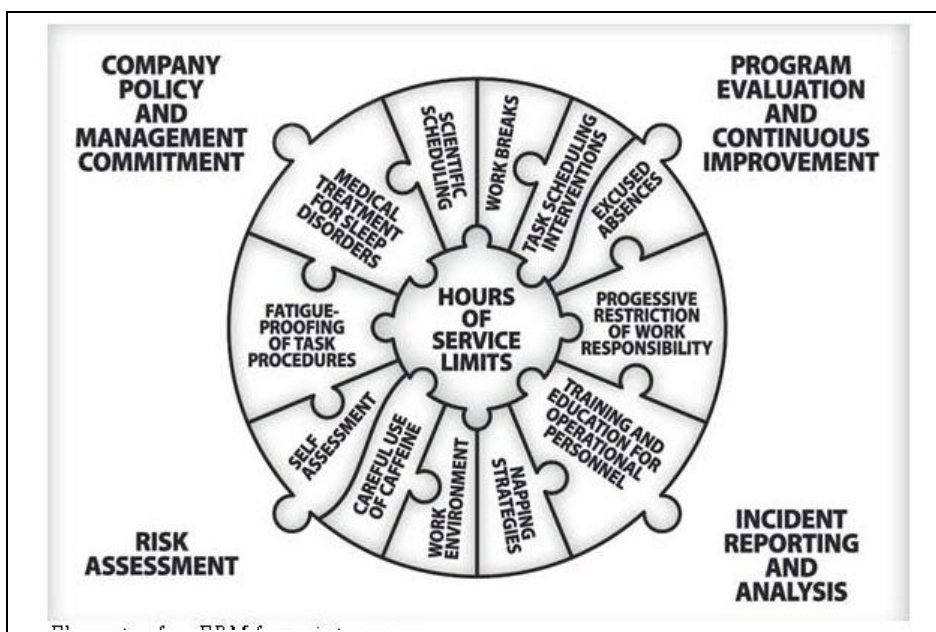 COMPANY
POLICY
AND
MANAGEMENT
COMMITMENT
PROGRAM
EVALUATION
AND
CONTINUOUS
IMPROVEMENT
SCIENTIFIC
SCHEDULING
WORK BREAKS
TASK SCHEDULING
INTERVENTIONS
EXCUSED
ABSENCES
MEDICAL
TREATMENT
FOR SLEEP
DISORDERS
FATIGUE-
PROOFING
OF TASK
PROCEDURES
HOURS
OF
SERVICE
LIMITS
PROGESSIVE
RESTRICTION
OF WORK
RESPONSIBILITY
SELF
ASSESSMENT
CAREFUL USE
OF CAFFEINE
WORK
ENVIRONMENT
NAPPING
STRATEGIES
TRAINING AND
EDUCATION FOR
OPERATIONAL
PERSONNEL
RISK
ASSESSMENT
INCIDENT
REPORTING
AND
ANALYSIS